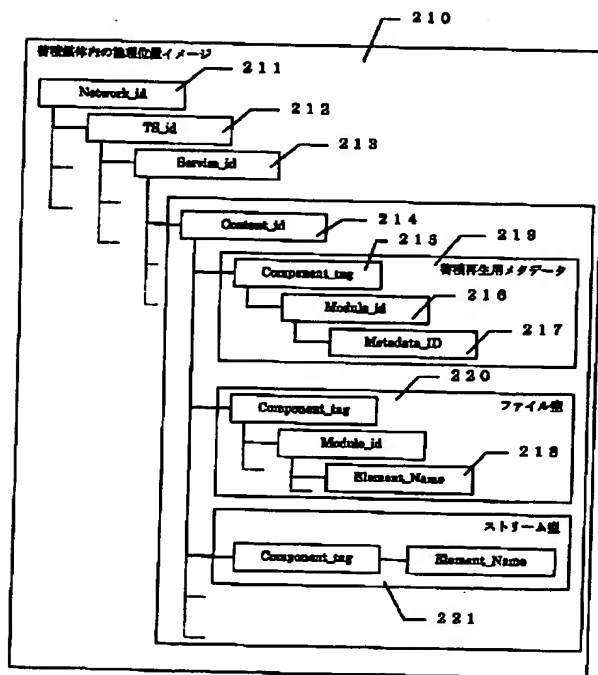 210
蓄積媒体内の論理位置イメージ
211
Network_id
212
TS_id
213
Service_id
214
Content_id
215
219
蓄積再生用メタデータ
Component_tag
216
Module_id
217
Metadata_ID
220
Component_tag
ファイル型
Module_id
218
Element_Name
ストリーム型
Component_tag
Element_Name
221